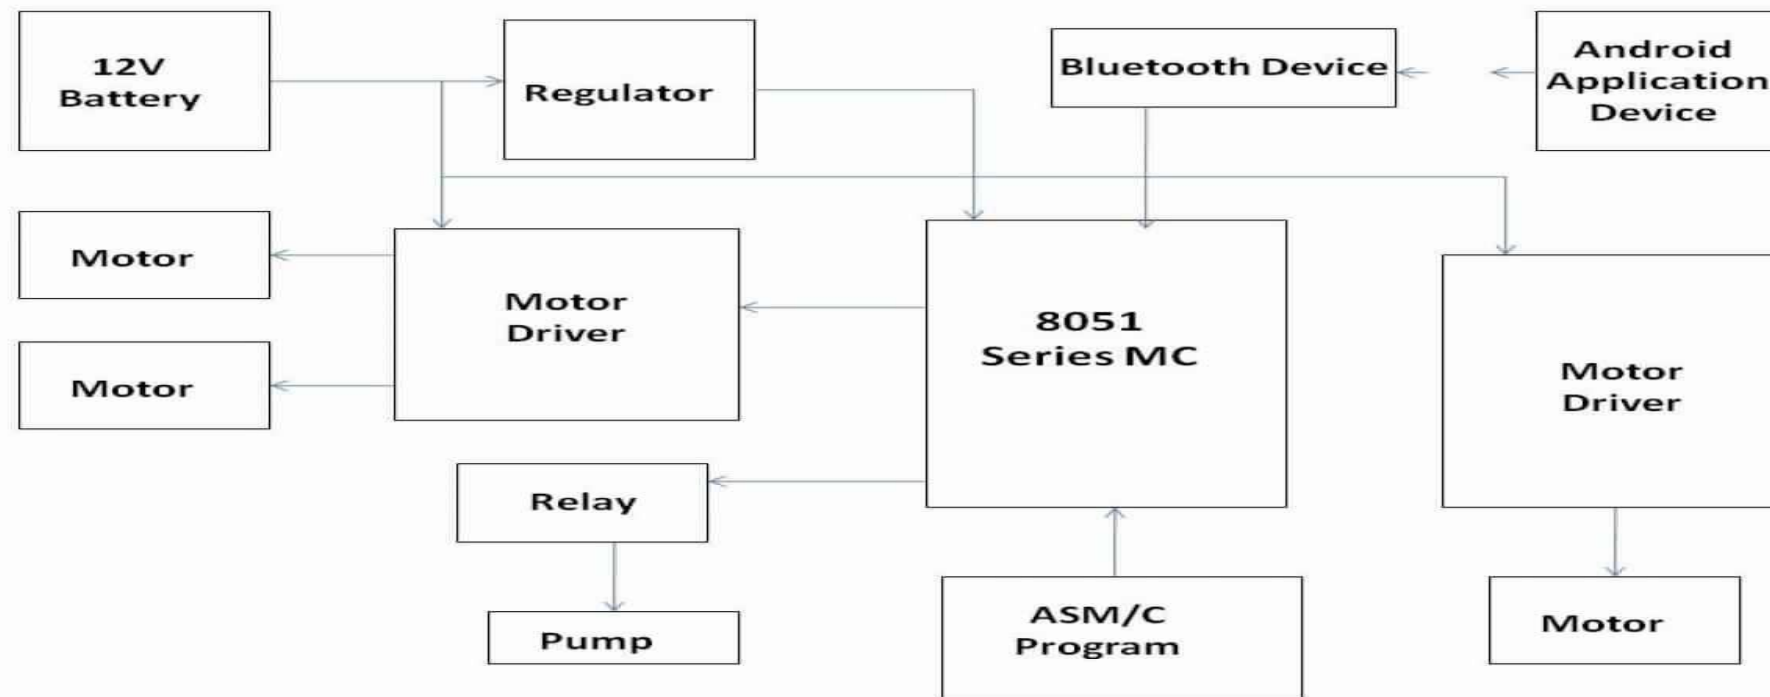 12V
Battery
Regulator
Bluetooth Device
Android
Application
Device
Motor
Motor
Driver
8051
Series MC
Motor
Driver
Motor
Relay
Pump
ASM/C
Program
Motor